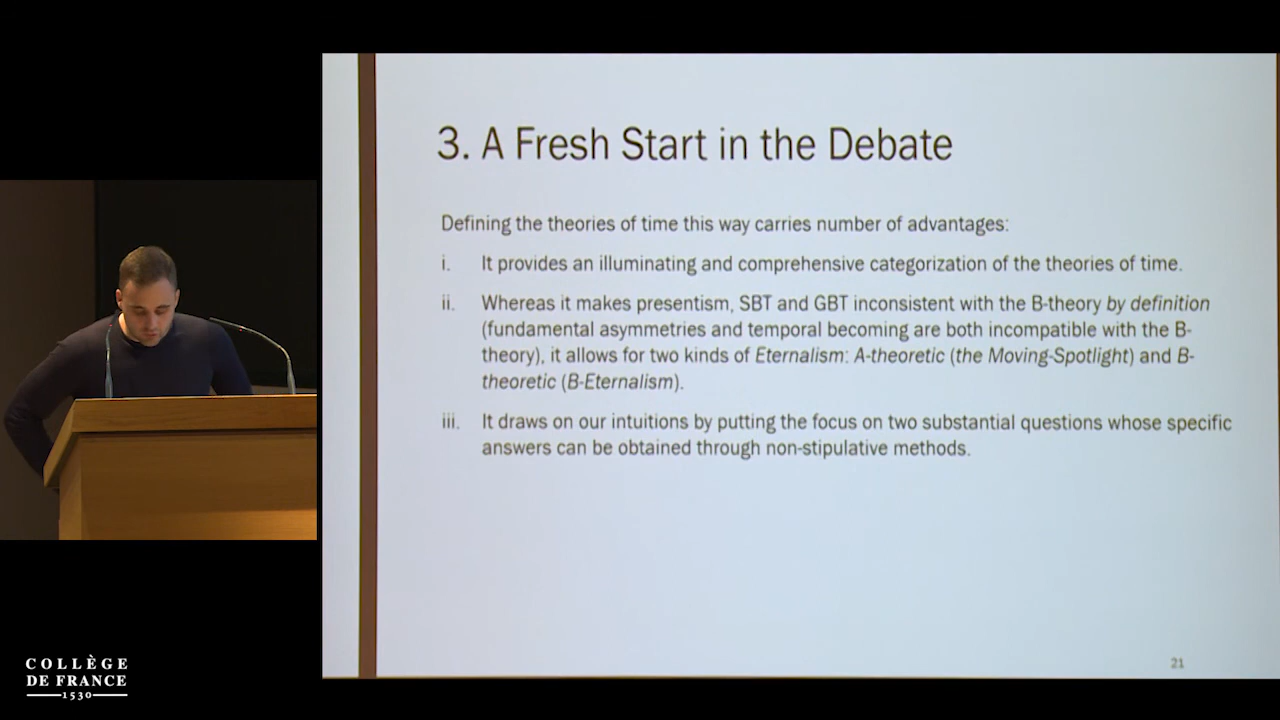 3. A Fresh Start in the Debate
Defining the theories of time this way carries number of advantages:
i. It provides an illuminating and comprehensive categorization of the theories of time.
ii. Whereas it makes presentism, SBT and GBT inconsistent with the B-theory by definition
(fundamental asymmetries and temporal becoming are both incompatible with the B-
theory), it allows for two kinds of Eternalism: A-theoretic (the Moving-Spotlight) and B-
theoretic (B-Eternalism).
iii. It draws on our intuitions by putting the focus on two substantial questions whose specific
answers can be obtained through non-stipulative methods.
21
COLLÈGE
DE FRANCE
1530